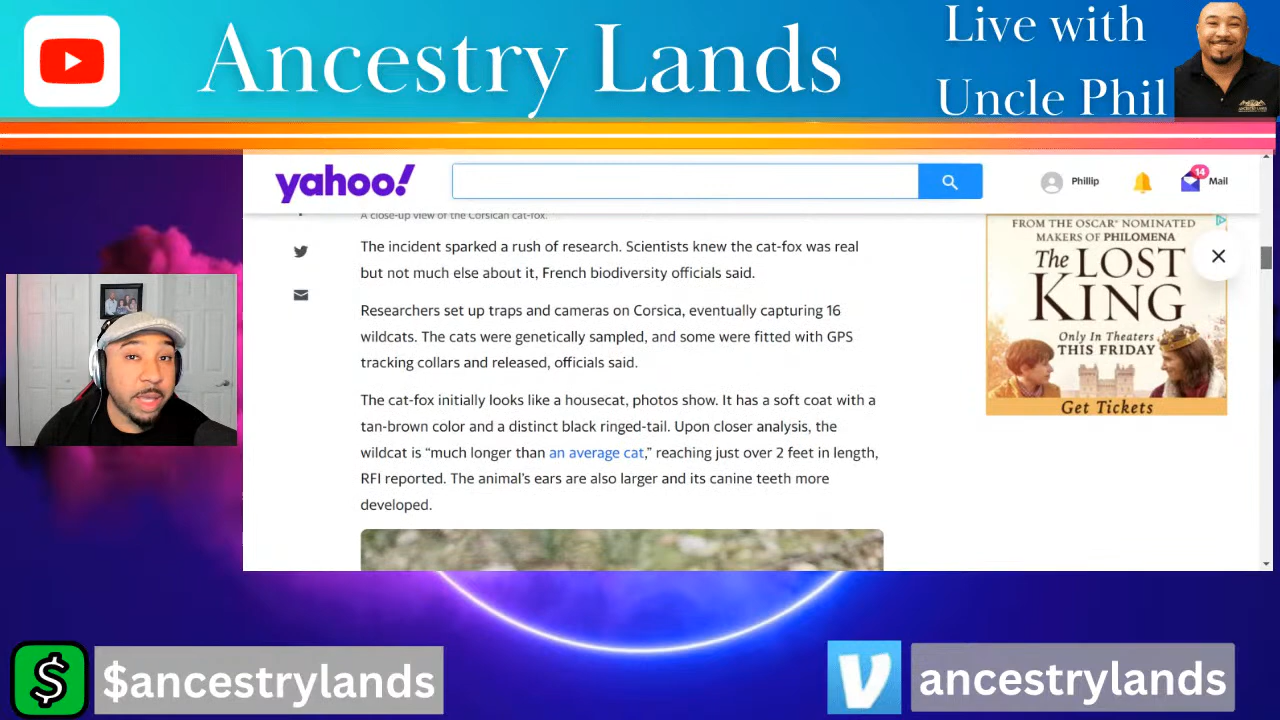 Ancestry Lands
Live with
Uncle Phil
yahoo!
Phillip
14
Mail
A close-up view of the Corsican cat-fox.
The incident sparked a rush of research. Scientists knew the cat-fox was real
but not much else about it, French biodiversity officials said.
Researchers set up traps and cameras on Corsica, eventually capturing 16
wildcats. The cats were genetically sampled, and some were fitted with GPS
tracking collars and released, officials said.
The cat-fox initially looks like a housecat, photos show. It has a soft coat with a
tan-brown color and a distinct black ringed-tail. Upon closer analysis, the
wildcat is “much longer than an average cat,” reaching just over 2 feet in length,
RFI reported. The animal’s ears are also larger and its canine teeth more
developed.
FROM THE OSCAR® NOMINATED
MAKERS OF PHILOMENA
The LOST
KING
Only In Theaters
THIS FRIDAY
Get Tickets
$ancestrylands
ancestrylands